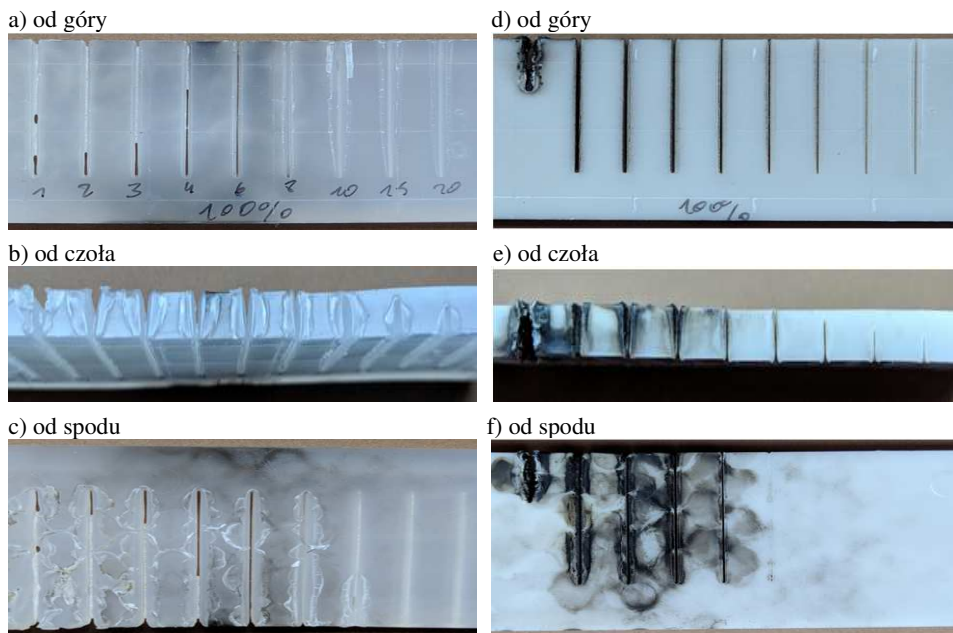 a) od góry
1 2 3 4 6 8 10 15 20
100%
b) od czoła
c) od spodu
d) od góry
100%
e) od czoła
f) od spodu